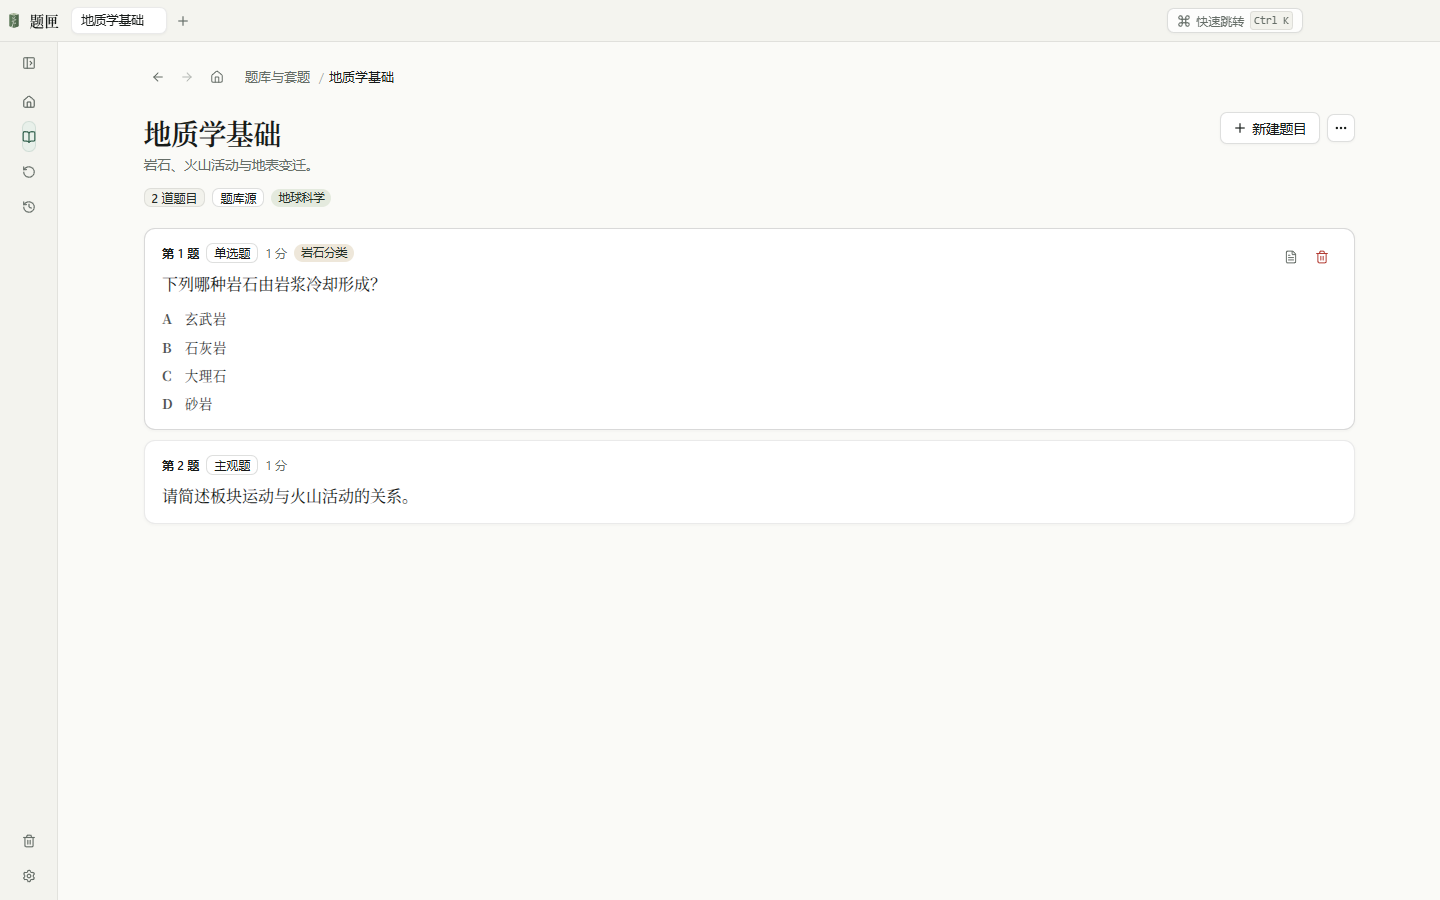 题匣
地质学基础
快速跳转 Ctrl K
题库与套题 / 地质学基础
地质学基础
新建题目
岩石、火山活动与地表变迁。
2 道题目 题库源 地球科学
第 1 题 单选题 1 分 岩石分类
下列哪种岩石由岩浆冷却形成？
A 玄武岩
B 石灰岩
C 大理石
D 砂岩
第 2 题 主观题 1 分
请简述板块运动与火山活动的关系。